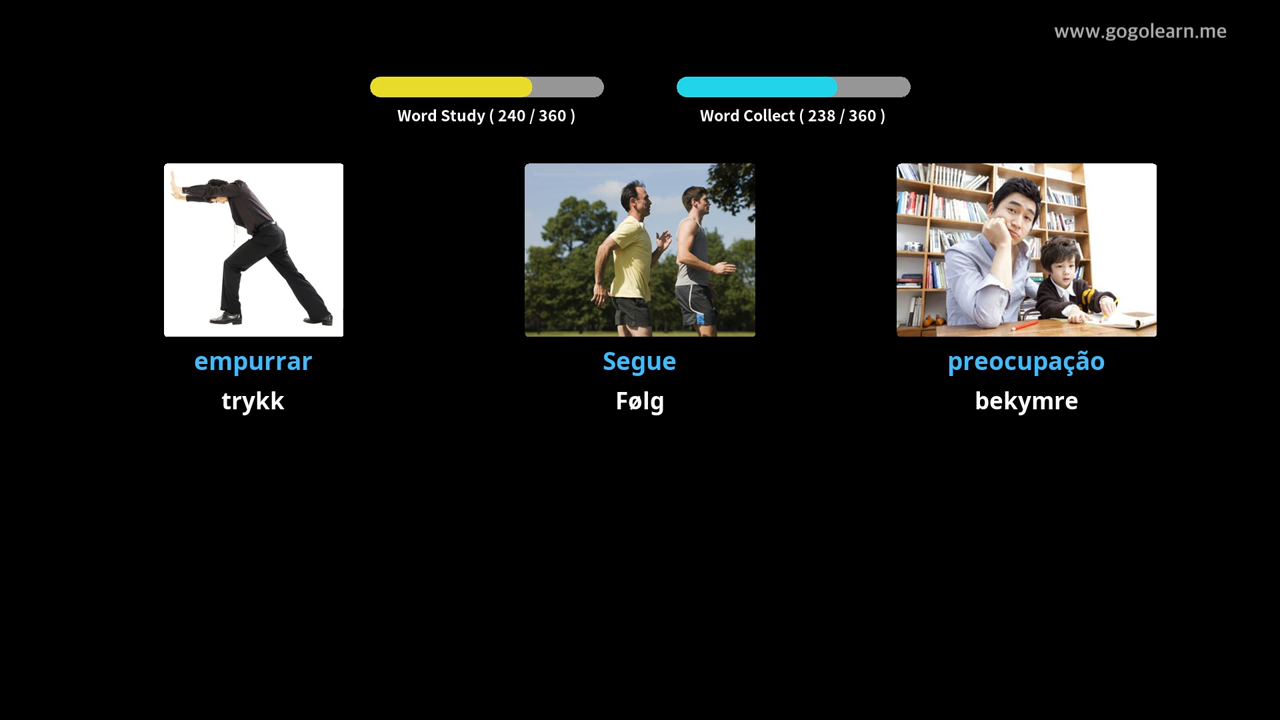 www.gogolearn.me
Word Study ( 240 / 360 )
Word Collect ( 238 / 360 )
empurrar
Segue
preocupação
trykk
Følg
bekymre